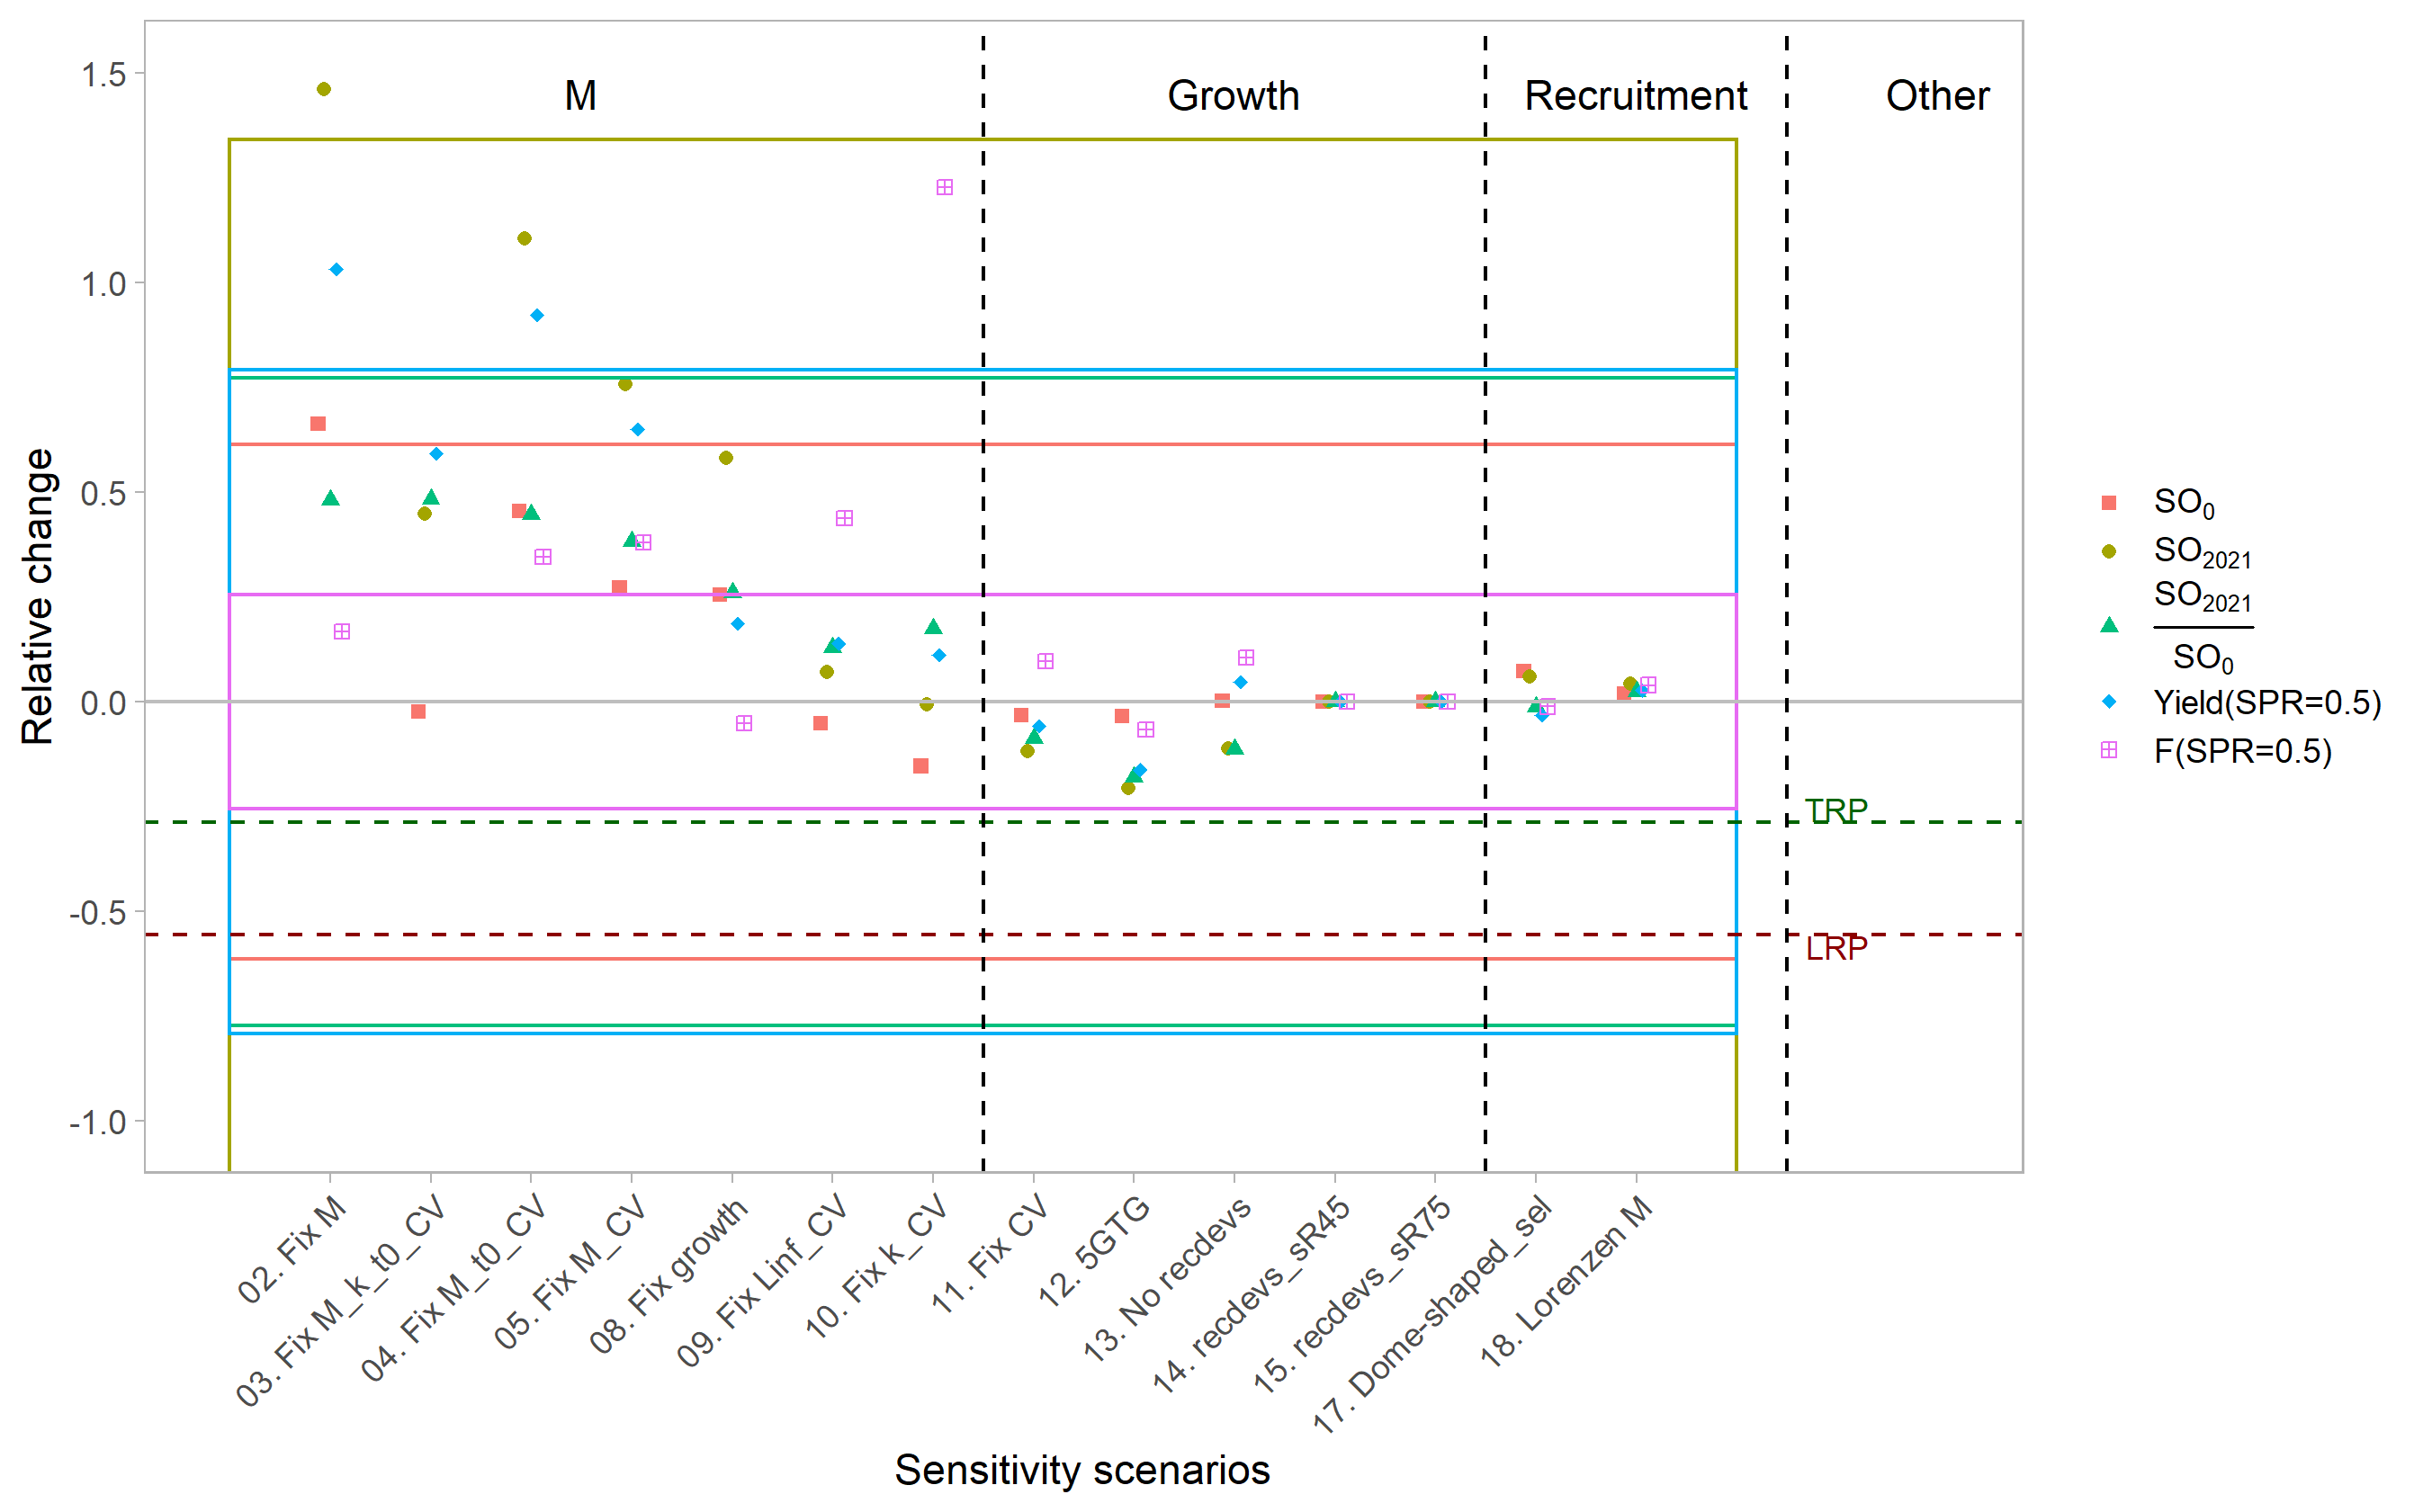 M
Growth
Recruitment
Other
Relative change
1.5
1.0
0.5
0.0
-0.5
-1.0
TRP
LRP
02. Fix M
03. Fix M_k_t0_CV
04. Fix M_t0_CV
05. Fix M_CV
08. Fix growth
09. Fix Linf_CV
10. Fix k_CV
11. Fix CV
12. 5GTG
13. No recdevs
14. recdevs_sR45
15. recdevs_sR75
17. Dome-shaped_sel
18. Lorenzen M
Sensitivity scenarios
SO₀
SO₂₀₂₁
SO₂₀₂₁
SO₀
Yield(SPR=0.5)
F(SPR=0.5)